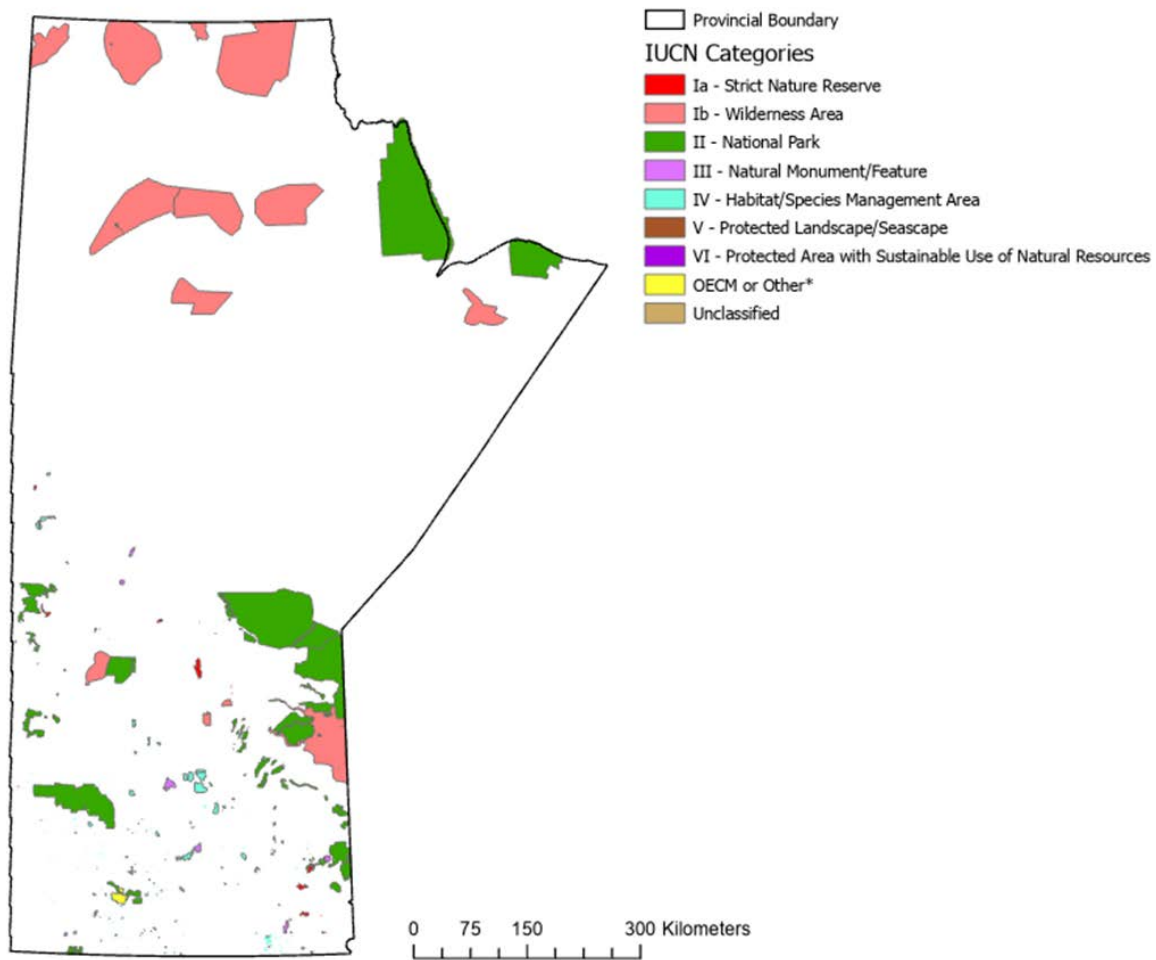 Provincial Boundary
IUCN Categories
Ia - Strict Nature Reserve
Ib - Wilderness Area
II - National Park
III - Natural Monument/Feature
IV - Habitat/Species Management Area
V - Protected Landscape/Seascape
VI - Protected Area with Sustainable Use of Natural Resources
OECM or Other*
Unclassified
0 75 150 300 Kilometers